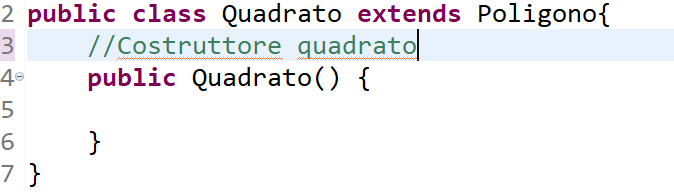 2 public class Quadrato extends Poligono{
3 //Costruttore quadrato
4 public Quadrato() {
5
6 }
7 }